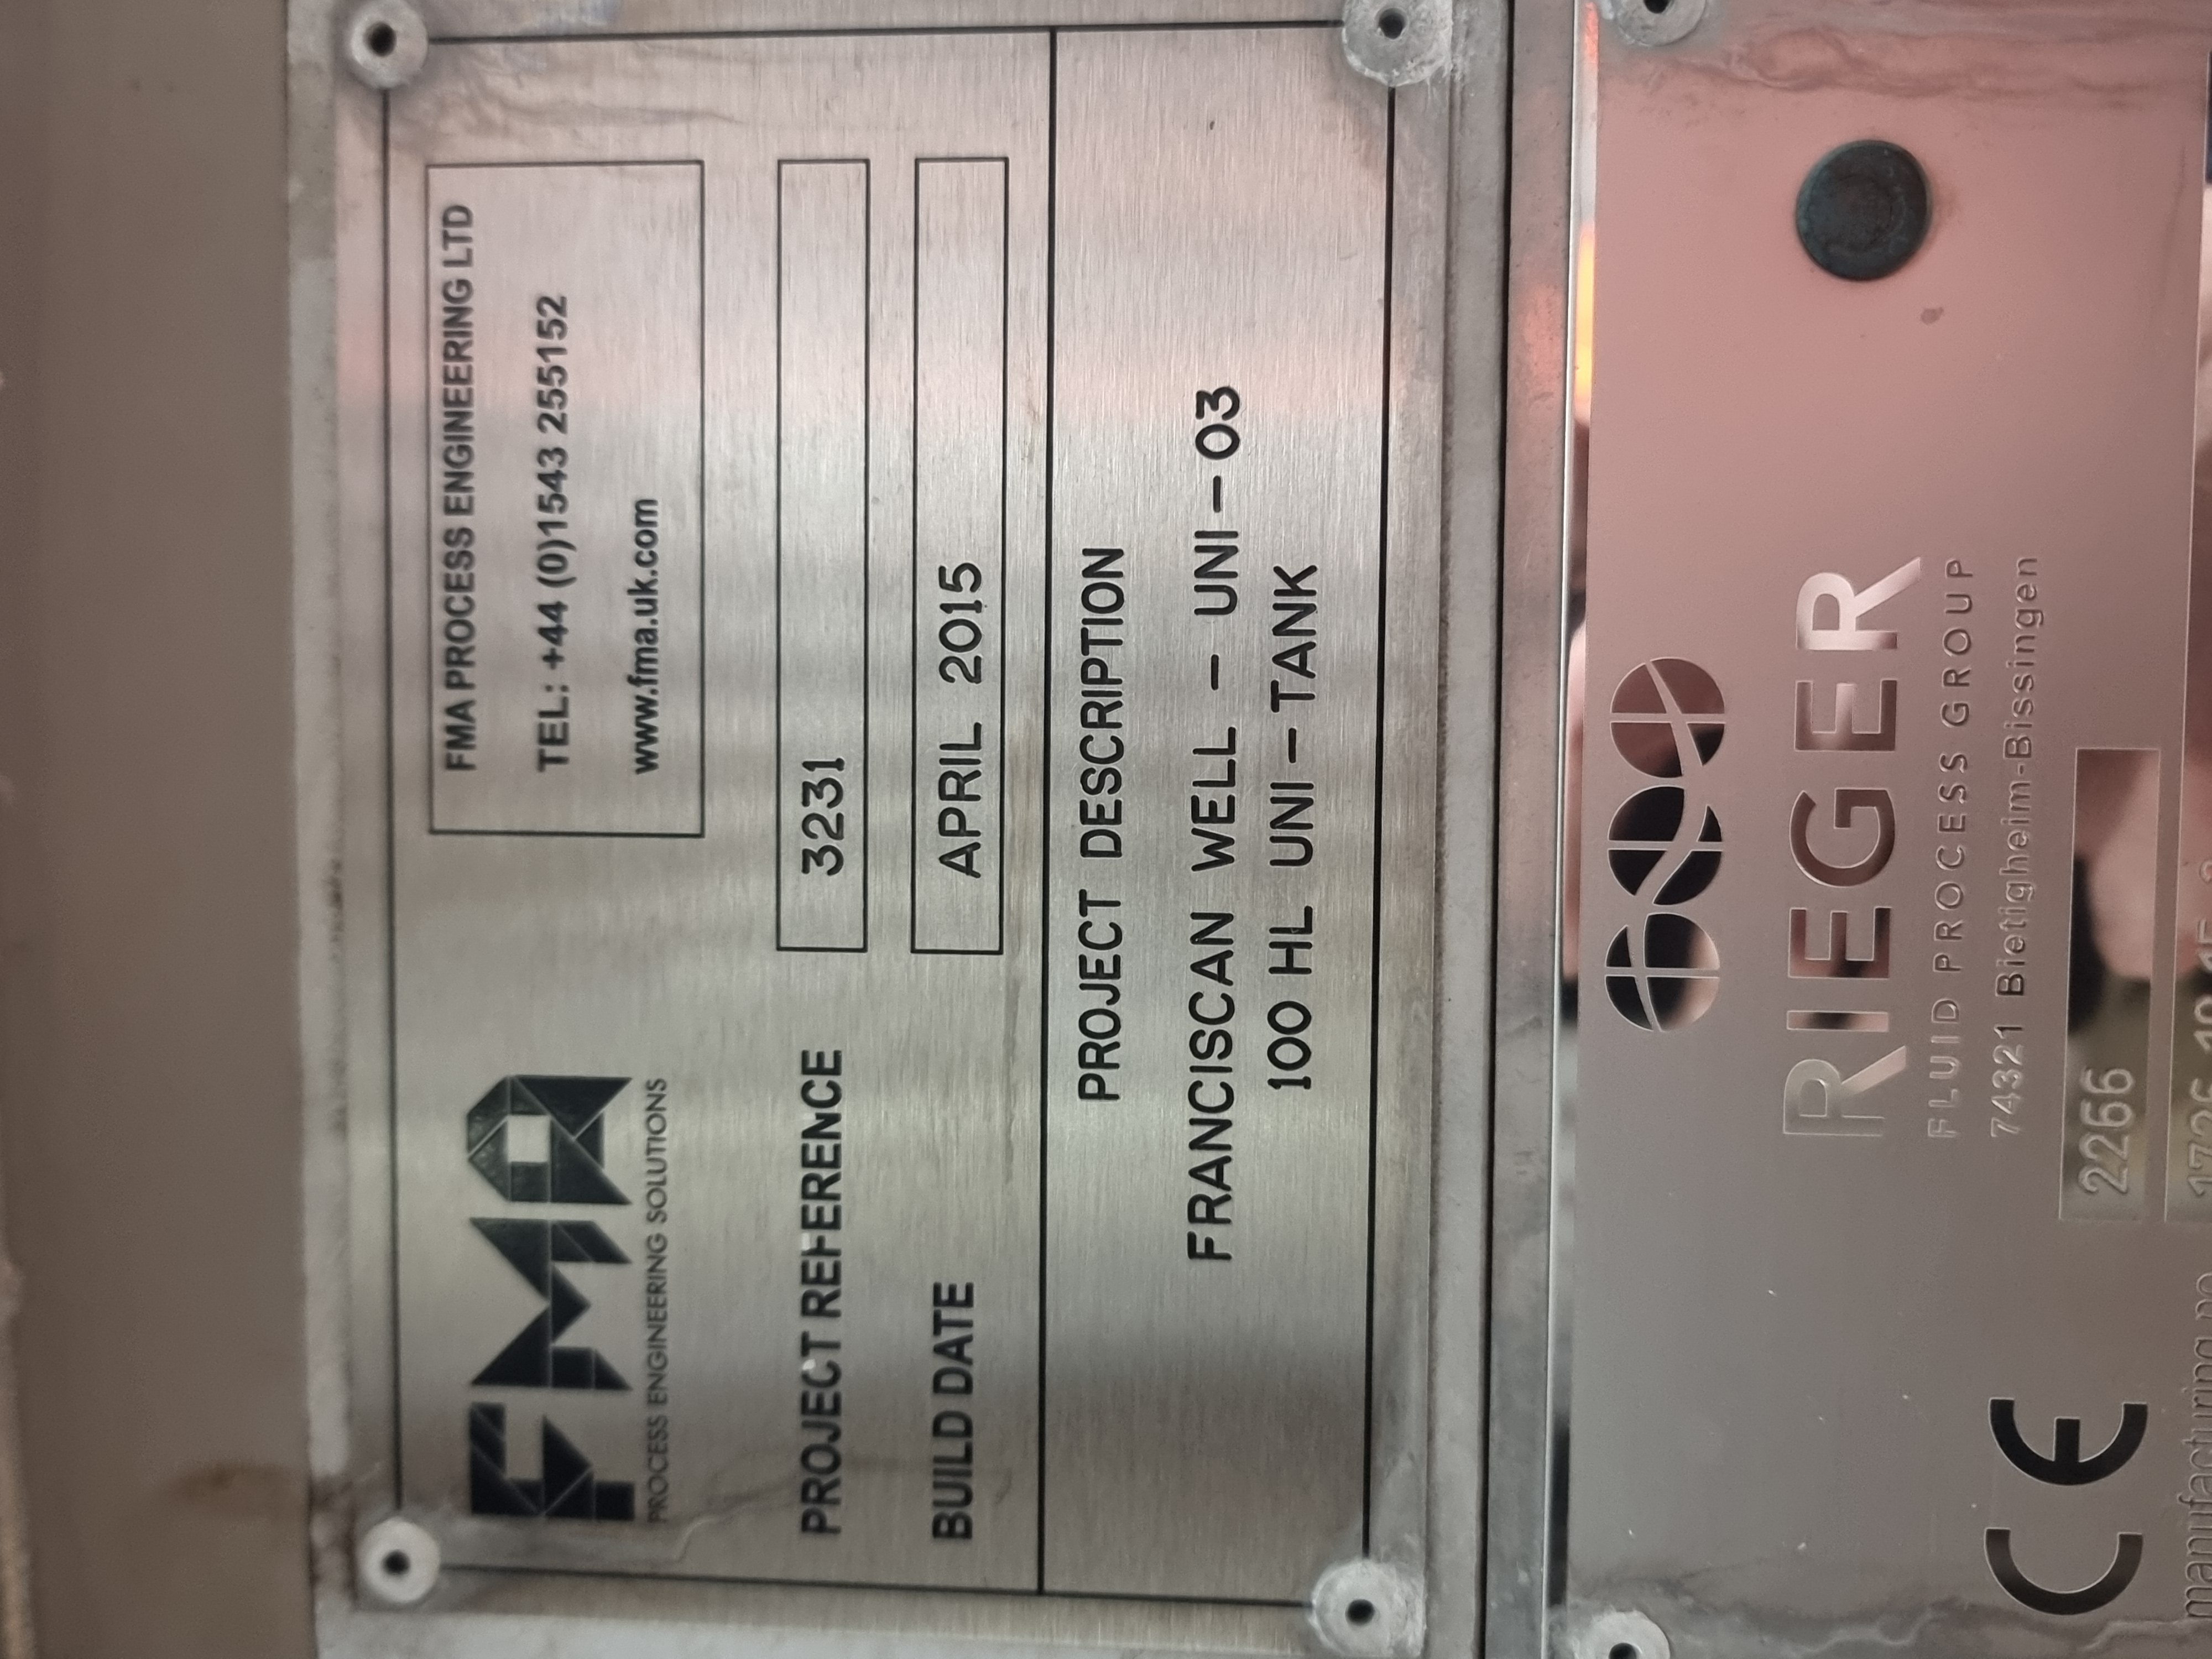 FMA
PROCESS ENGINEERING SOLUTIONS
FMA PROCESS ENGINEERING LTD
TEL: +44 (0)1543 255152
www.fma.uk.com
PROJECT REFERENCE 3231
BUILD DATE APRIL 2015
PROJECT DESCRIPTION
FRANCISCAN WELL - UNI-03
100 HL UNI-TANK
RIEGER
FLUID PROCESS GROUP
74321 Bietigheim-Bissingen
CE 2266
manufacturing no